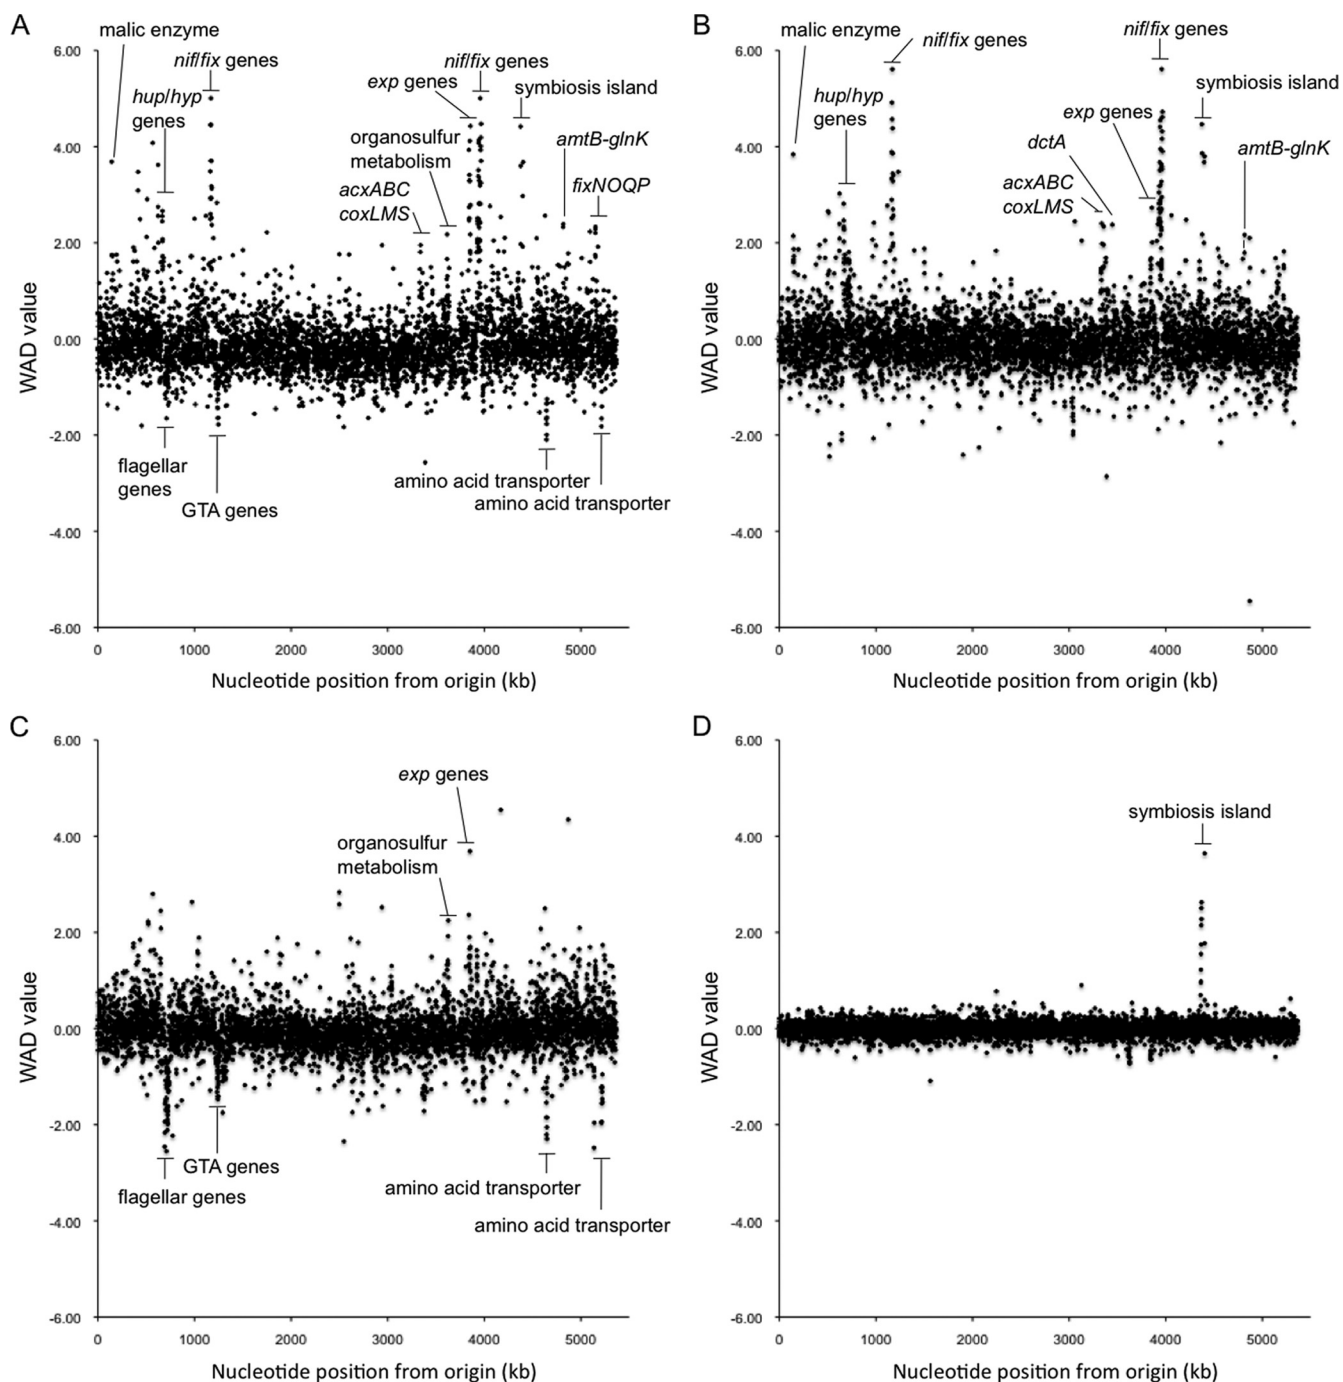 A
malic enzyme
nif/fix genes
hup/hyp
genes
exp genes
nif/fix genes
symbiosis island
organosulfur
metabolism
amtB-glnK
acxABC
coxLMS
fixNOQP
6.00
4.00
2.00
0.00
-2.00
-4.00
-6.00
WAD value
flagellar
genes
GTA genes
amino acid transporter
amino acid transporter
0 1000 2000 3000 4000 5000
Nucleotide position from origin (kb)
B
malic enzyme
nif/fix genes
nif/fix genes
hup/hyp
genes
symbiosis island
exp genes
dctA
amtB-glnK
acxABC
coxLMS
6.00
4.00
2.00
0.00
-2.00
-4.00
-6.00
WAD value
0 1000 2000 3000 4000 5000
Nucleotide position from origin (kb)
C
exp genes
organosulfur
metabolism
6.00
4.00
2.00
0.00
-2.00
-4.00
-6.00
WAD value
GTA genes
flagellar genes
amino acid transporter
amino acid transporter
0 1000 2000 3000 4000 5000
Nucleotide position from origin (kb)
D
symbiosis island
6.00
4.00
2.00
0.00
-2.00
-4.00
-6.00
WAD value
0 1000 2000 3000 4000 5000
Nucleotide position from origin (kb)